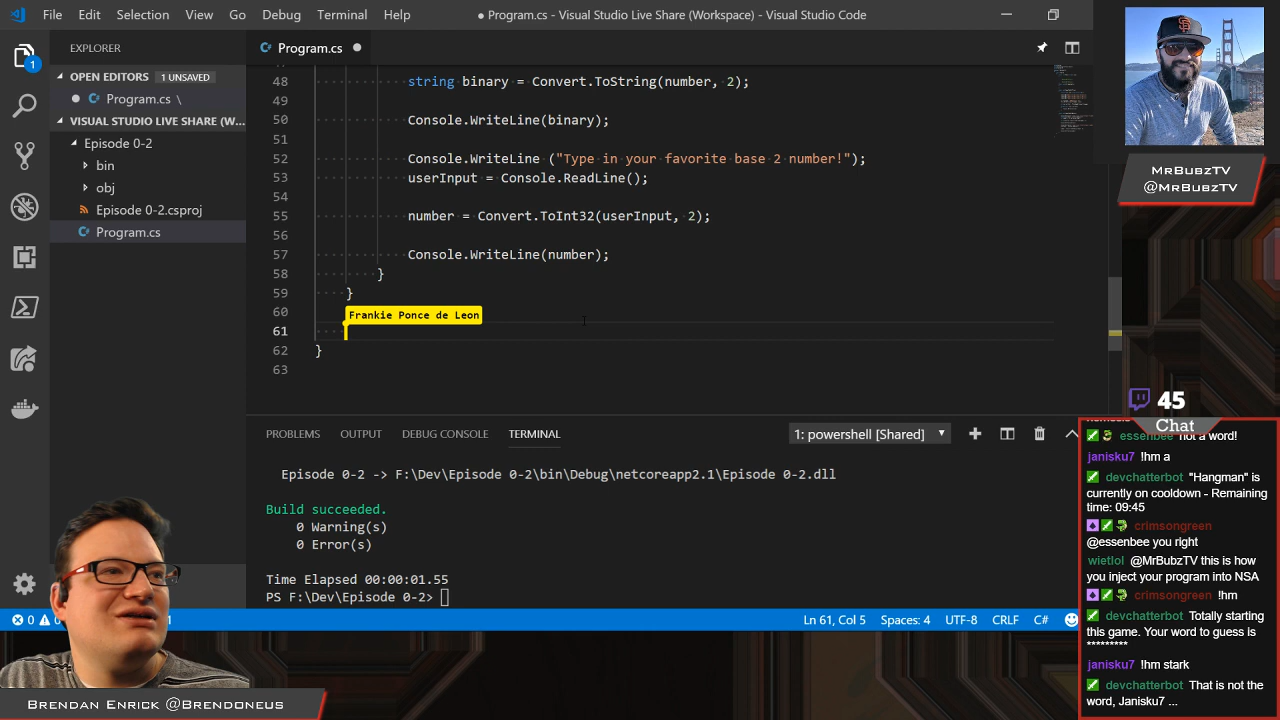 File Edit Selection View Go Debug Terminal Help
● Program.cs - Visual Studio Live Share (Workspace) - Visual Studio Code
EXPLORER
OPEN EDITORS 1 UNSAVED
Program.cs \
VISUAL STUDIO LIVE SHARE (W...
Episode 0-2
bin
obj
Episode 0-2.csproj
Program.cs
1
Program.cs
48 string binary = Convert.ToString(number, 2);
49
50 Console.WriteLine(binary);
51
52 Console.WriteLine ("Type in your favorite base 2 number!");
53 userInput = Console.ReadLine();
54
55 number = Convert.ToInt32(userInput, 2);
56
57 Console.WriteLine(number);
58 }
59 }
60
Frankie Ponce de Leon
61
62 }
63
PROBLEMS OUTPUT DEBUG CONSOLE TERMINAL
1: powershell [Shared]
Episode 0-2 -> F:\Dev\Episode 0-2\bin\Debug\netcoreapp2.1\Episode 0-2.dll
Build succeeded.
0 Warning(s)
0 Error(s)
Time Elapsed 00:00:01.55
PS F:\Dev\Episode 0-2>
0
Ln 61, Col 5 Spaces: 4 UTF-8 CRLF C#
Brendan Enrick @Brendoneus
MrBubzTV
@MrBubzTV
45
Chat
essenbee not a word!
janisku7 !hm a
devchatterbot "Hangman" is
currently on cooldown - Remaining
time: 09:45
crimsongreen
@essenbee you right
wietlol @MrBubzTV this is how
you inject your program into NSA
crimsongreen !hm
devchatterbot Totally starting
this game. Your word to guess is
*********
janisku7 !hm stark
devchatterbot That is not the
word, Janisku7 ...